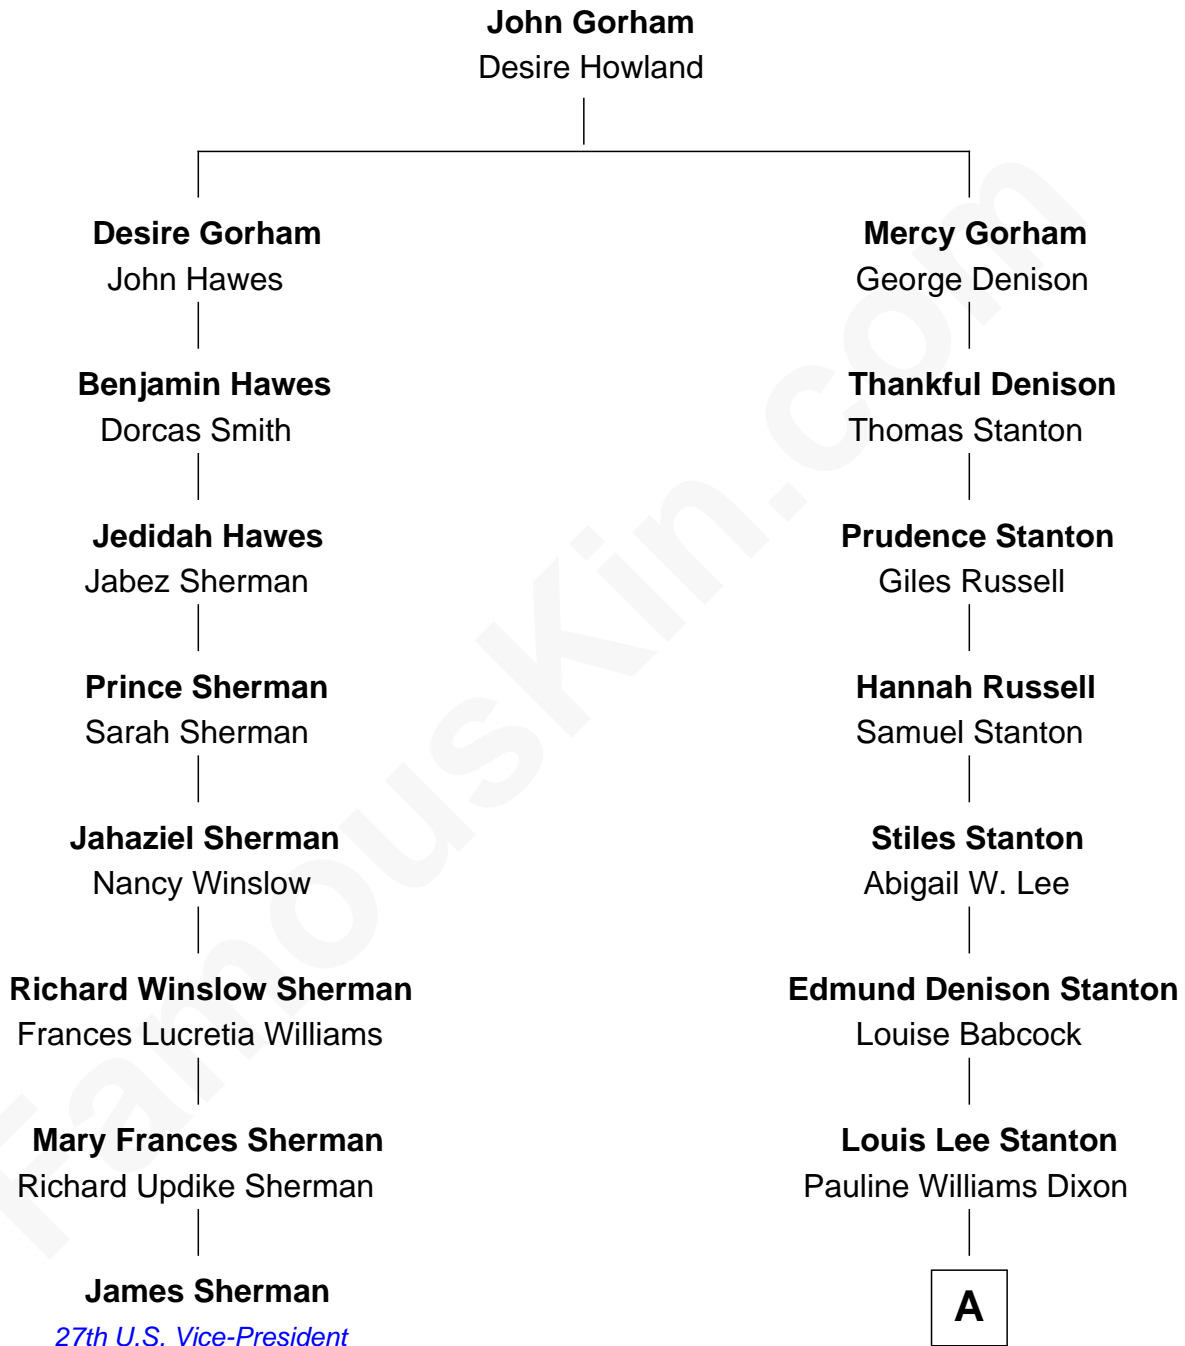 John Gorham
Desire Howland
Desire Gorham
John Hawes
Mercy Gorham
George Denison
Benjamin Hawes
Dorcas Smith
Thankful Denison
Thomas Stanton
Jedidah Hawes
Jabez Sherman
Prudence Stanton
Giles Russell
Prince Sherman
Sarah Sherman
Hannah Russell
Samuel Stanton
Jahaziel Sherman
Nancy Winslow
Stiles Stanton
Abigail W. Lee
Richard Winslow Sherman
Frances Lucretia Williams
Edmund Denison Stanton
Louise Babcock
Mary Frances Sherman
Richard Updike Sherman
Louis Lee Stanton
Pauline Williams Dixon
James Sherman
27th U.S. Vice-President
A
FamousKin.com